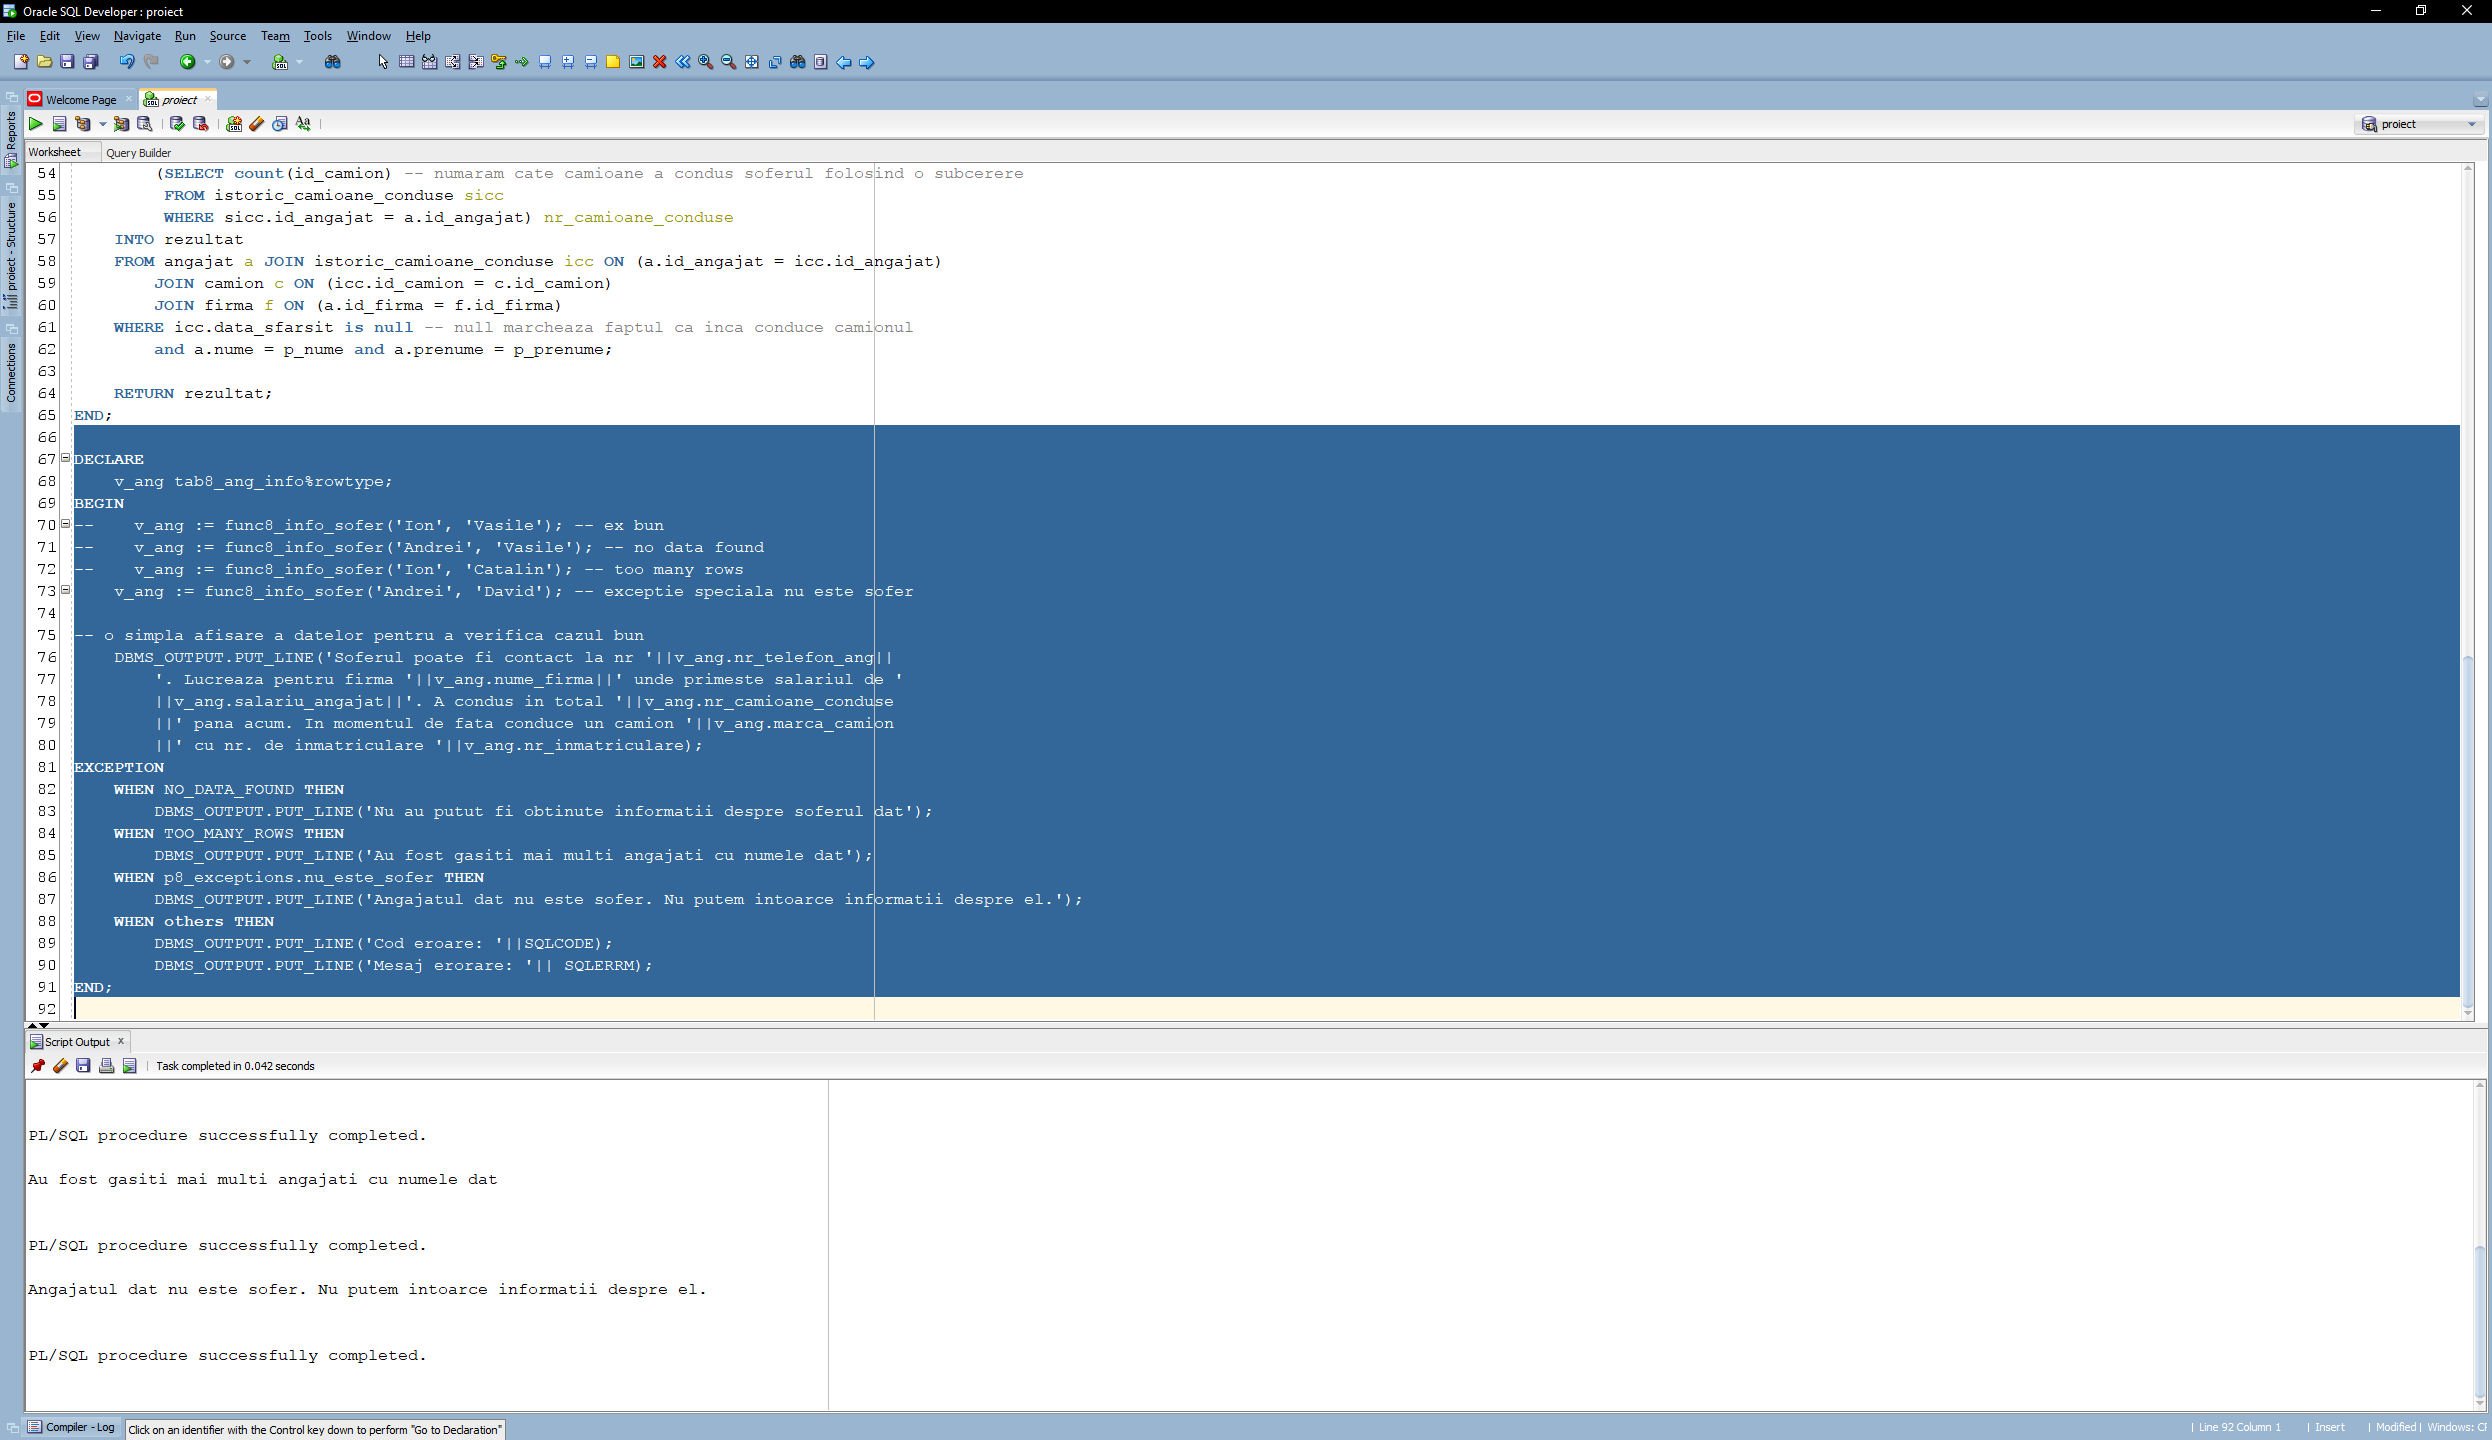 Oracle SQL Developer : proiect
File Edit View Navigate Run Source Team Tools Window Help
Welcome Page
proiect
proiect
Reports
proiect - Structure
Connections
Worksheet Query Builder
54 (SELECT count(id_camion) -- numaram cate camioane a condus soferul folosind o subcerere
55 FROM istoric_camioane_conduse sicc
56 WHERE sicc.id_angajat = a.id_angajat) nr_camioane_conduse
57 INTO rezultat
58 FROM angajat a JOIN istoric_camioane_conduse icc ON (a.id_angajat = icc.id_angajat)
59 JOIN camion c ON (icc.id_camion = c.id_camion)
60 JOIN firma f ON (a.id_firma = f.id_firma)
61 WHERE icc.data_sfarsit is null -- null marcheaza faptul ca inca conduce camionul
62 and a.nume = p_nume and a.prenume = p_prenume;
63
64 RETURN rezultat;
65 END;
66
67 DECLARE
68 v_ang tab8_ang_info%rowtype;
69 BEGIN
70 -- v_ang := func8_info_sofer('Ion', 'Vasile'); -- ex bun
71 -- v_ang := func8_info_sofer('Andrei', 'Vasile'); -- no data found
72 -- v_ang := func8_info_sofer('Ion', 'Catalin'); -- too many rows
73 v_ang := func8_info_sofer('Andrei', 'David'); -- exceptie speciala nu este sofer
74
75 -- o simpla afisare a datelor pentru a verifica cazul bun
76 DBMS_OUTPUT.PUT_LINE('Soferul poate fi contact la nr '||v_ang.nr_telefon_ang||
77 '. Lucreaza pentru firma '||v_ang.nume_firma||' unde primeste salariul de '
78 ||v_ang.salariu_angajat||'. A condus in total '||v_ang.nr_camioane_conduse
79 ||' pana acum. In momentul de fata conduce un camion '||v_ang.marca_camion
80 ||' cu nr. de inmatriculare '||v_ang.nr_inmatriculare);
81 EXCEPTION
82 WHEN NO_DATA_FOUND THEN
83 DBMS_OUTPUT.PUT_LINE('Nu au putut fi obtinute informatii despre soferul dat');
84 WHEN TOO_MANY_ROWS THEN
85 DBMS_OUTPUT.PUT_LINE('Au fost gasiti mai multi angajati cu numele dat');
86 WHEN p8_exceptions.nu_este_sofer THEN
87 DBMS_OUTPUT.PUT_LINE('Angajatul dat nu este sofer. Nu putem intoarce informatii despre el.');
88 WHEN others THEN
89 DBMS_OUTPUT.PUT_LINE('Cod eroare: '||SQLCODE);
90 DBMS_OUTPUT.PUT_LINE('Mesaj erorare: '|| SQLERRM);
91 END;
92
Script Output
Task completed in 0.042 seconds
PL/SQL procedure successfully completed.
Au fost gasiti mai multi angajati cu numele dat
PL/SQL procedure successfully completed.
Angajatul dat nu este sofer. Nu putem intoarce informatii despre el.
PL/SQL procedure successfully completed.
Compiler - Log
Click on an identifier with the Control key down to perform "Go to Declaration"
| Line 92 Column 1 | Insert | Modified | Windows: CF